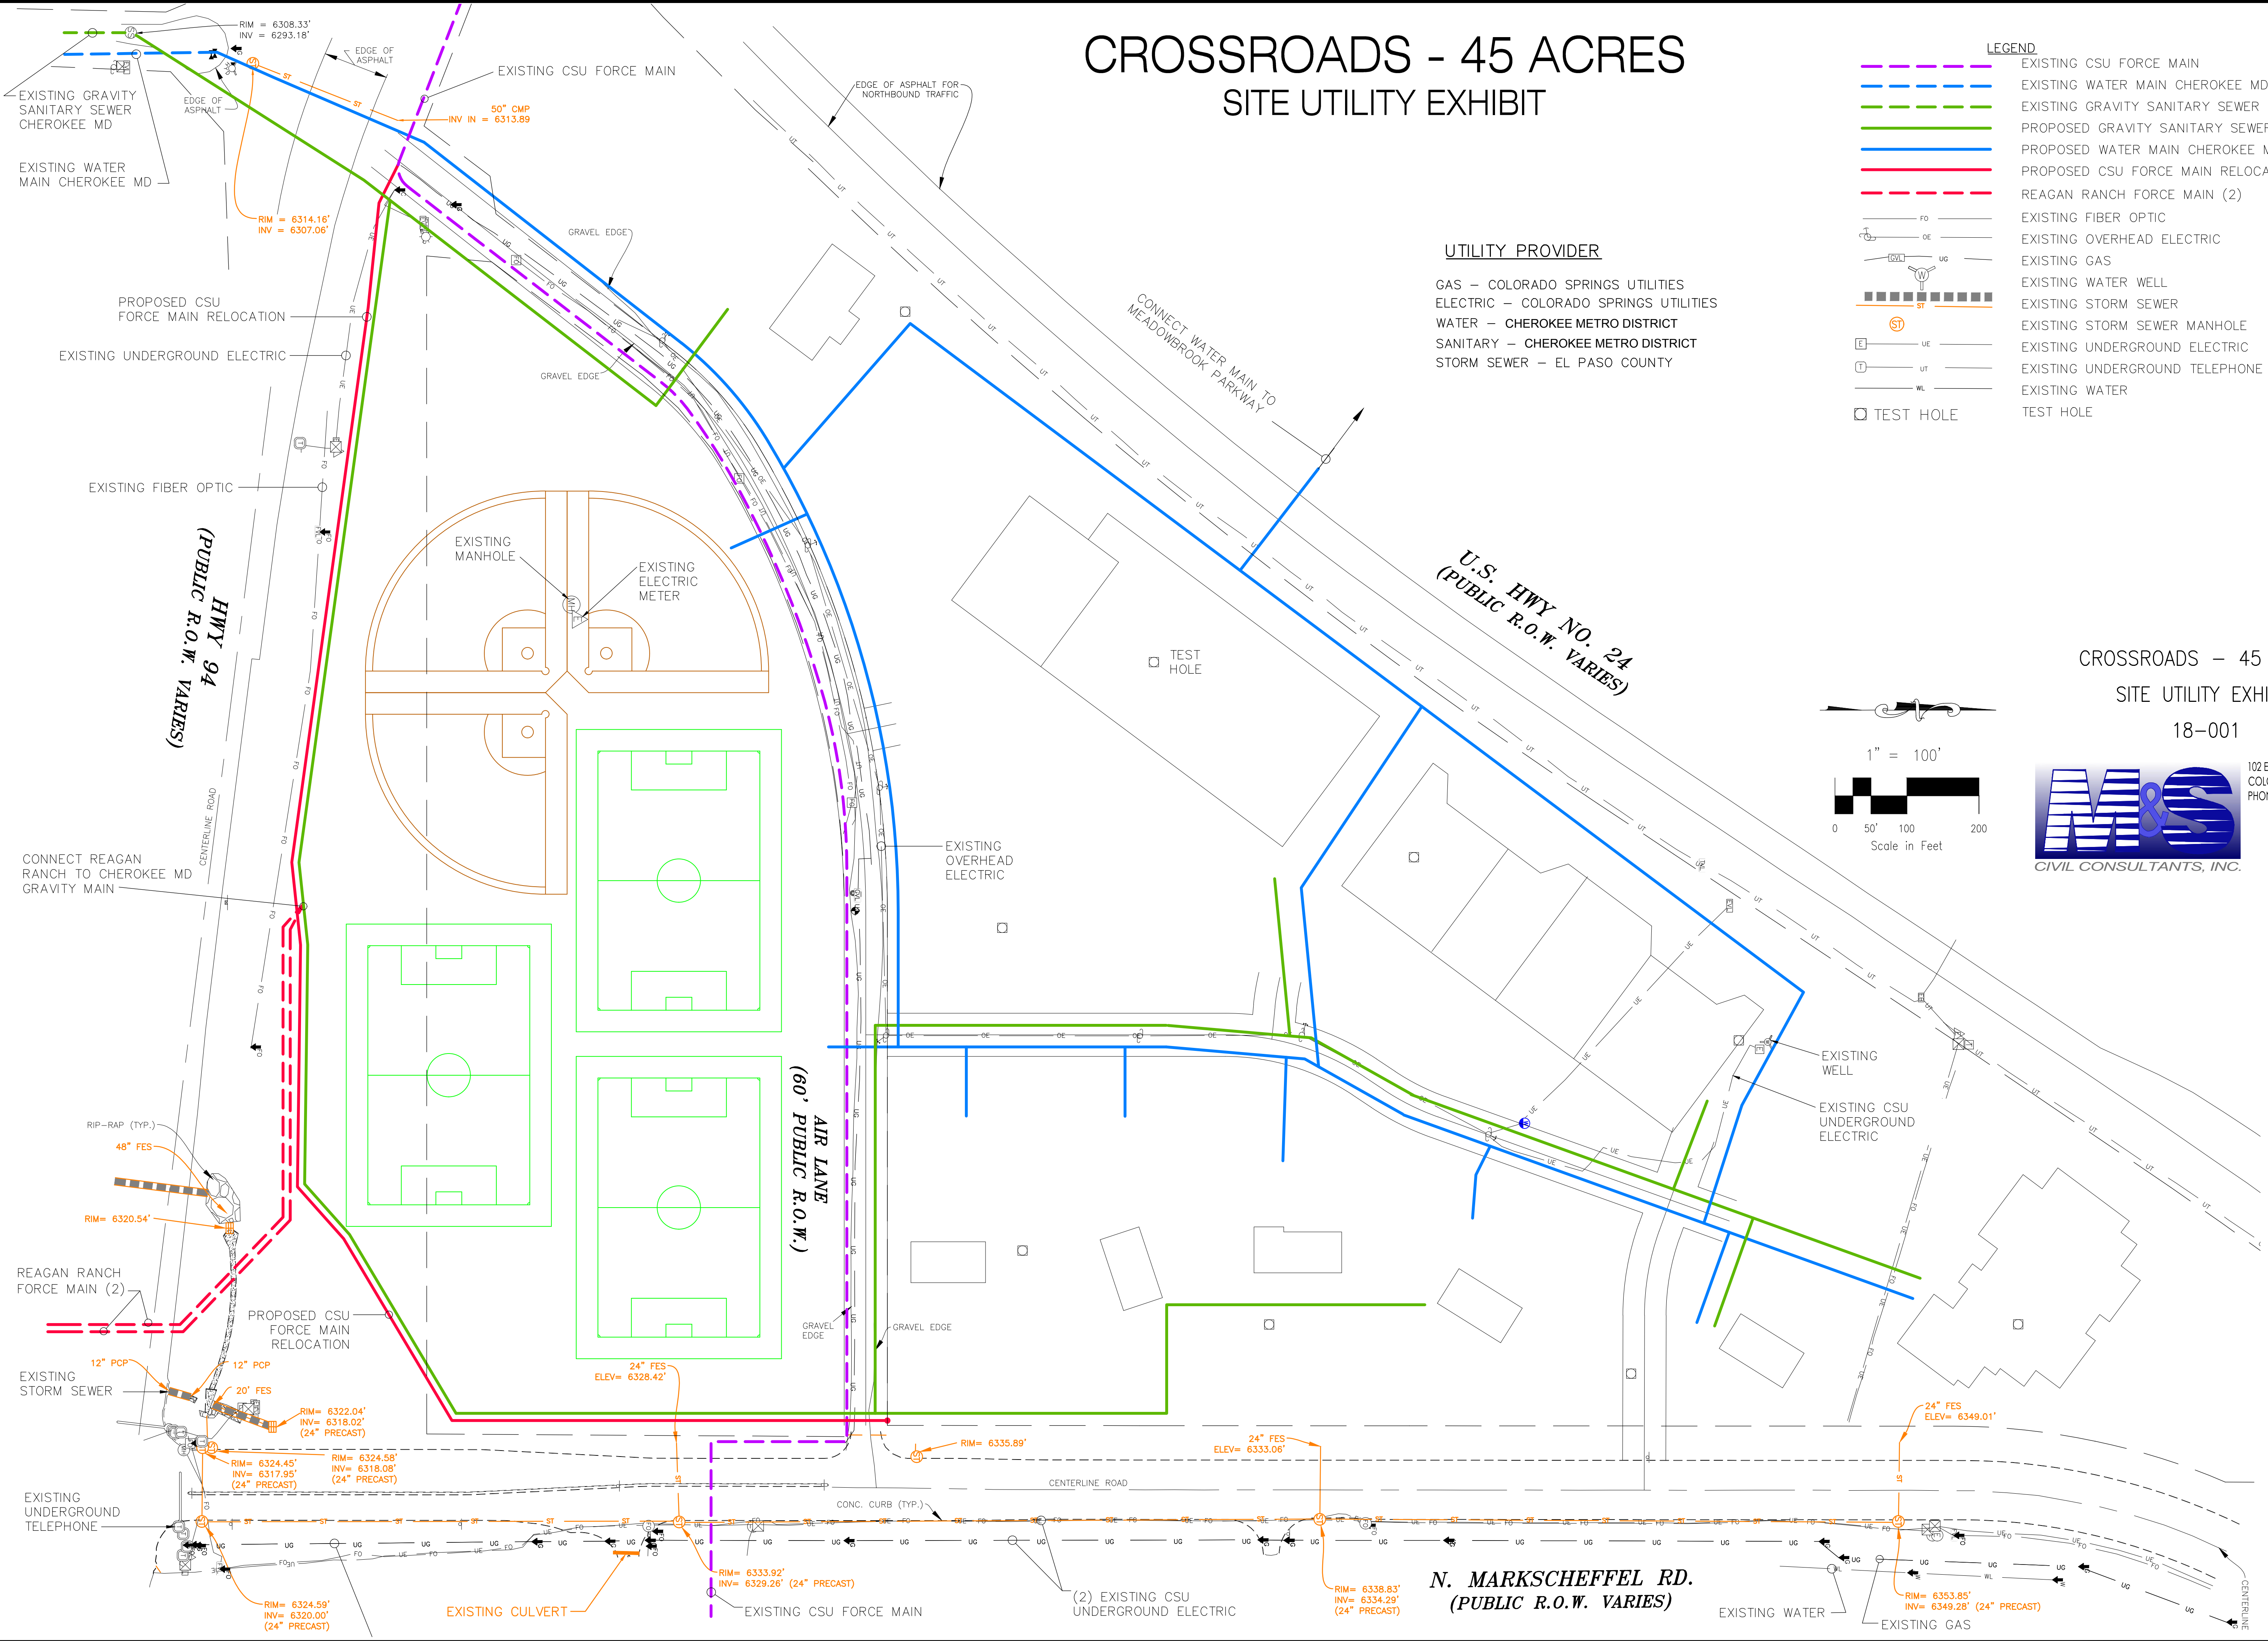 CROSSROADS - 45 ACRES
SITE UTILITY EXHIBIT
LEGEND
EXISTING CSU FORCE MAIN
EXISTING WATER MAIN CHEROKEE MD
EXISTING GRAVITY SANITARY SEWER
PROPOSED GRAVITY SANITARY SEWER
PROPOSED WATER MAIN CHEROKEE
PROPOSED CSU FORCE MAIN
REAGAN RANCH FORCE MAIN (2)
FO EXISTING FIBER OPTIC
OE EXISTING OVERHEAD ELECTRIC
GVL UG EXISTING GAS
W EXISTING WATER WELL
ST EXISTING STORM SEWER
ST EXISTING STORM SEWER MANHOLE
E UE EXISTING UNDERGROUND ELECTRIC
T UT EXISTING UNDERGROUND TELEPHONE
WL EXISTING WATER
TEST HOLE TEST HOLE
UTILITY PROVIDER
GAS – COLORADO SPRINGS UTILITIES
ELECTRIC – COLORADO SPRINGS UTILITIES
WATER – CHEROKEE METRO DISTRICT
SANITARY – CHEROKEE METRO DISTRICT
STORM SEWER – EL PASO COUNTY
RIM = 6308.33'
INV = 6293.18'
EDGE OF
ASPHALT
EXISTING CSU FORCE MAIN
EDGE OF ASPHALT FOR
NORTHBOUND TRAFFIC
EXISTING GRAVITY
SANITARY SEWER
CHEROKEE MD
EDGE OF
ASPHALT
50" CMP
INV IN = 6313.89
EXISTING WATER
MAIN CHEROKEE MD
RIM = 6314.16'
INV = 6307.06'
GRAVEL EDGE
PROPOSED CSU
FORCE MAIN RELOCATION
EXISTING UNDERGROUND ELECTRIC
GRAVEL EDGE
CONNECT WATER MAIN TO
MEADOWBROOK PARKWAY
EXISTING FIBER OPTIC
HWY 94
(PUBLIC R.O.W. VARIES)
EXISTING
MANHOLE
EXISTING
ELECTRIC
METER
U.S. HWY NO. 24
(PUBLIC R.O.W. VARIES)
TEST
HOLE
CROSSROADS – 45
SITE UTILITY
18-001
1" = 100'
0 50' 100 200
Scale in Feet
M&S
CIVIL CONSULTANTS, INC.
102 E
CENTERLINE ROAD
CONNECT REAGAN
RANCH TO CHEROKEE MD
GRAVITY MAIN
EXISTING
OVERHEAD
ELECTRIC
EXISTING
WELL
EXISTING CSU
UNDERGROUND
ELECTRIC
AIR LANE
(60' PUBLIC R.O.W.)
RIP-RAP (TYP.)
48" FES
RIM= 6320.54'
REAGAN RANCH
FORCE MAIN (2)
PROPOSED CSU
FORCE MAIN
RELOCATION
GRAVEL
EDGE
GRAVEL EDGE
12" PCP
12" PCP
EXISTING
STORM SEWER
20' FES
24" FES
ELEV= 6328.42'
RIM= 6322.04'
INV= 6318.02'
(24" PRECAST)
24" FES
ELEV= 6349.01'
RIM= 6324.45'
INV= 6317.95'
(24" PRECAST)
RIM= 6324.58'
INV= 6318.08'
(24" PRECAST)
RIM= 6335.89'
24" FES
ELEV= 6333.06'
CENTERLINE ROAD
CONC. CURB (TYP.)
EXISTING
UNDERGROUND
TELEPHONE
RIM= 6324.59'
INV= 6320.00'
(24" PRECAST)
EXISTING CULVERT
RIM= 6333.92'
INV= 6329.26' (24" PRECAST)
EXISTING CSU FORCE MAIN
(2) EXISTING CSU
UNDERGROUND ELECTRIC
RIM= 6338.83'
INV= 6334.29'
(24" PRECAST)
N. MARKSCHEFFEL RD.
(PUBLIC R.O.W. VARIES)
EXISTING WATER
EXISTING GAS
RIM= 6353.85'
INV= 6349.28' (24" PRECAST)
CENTERLINE